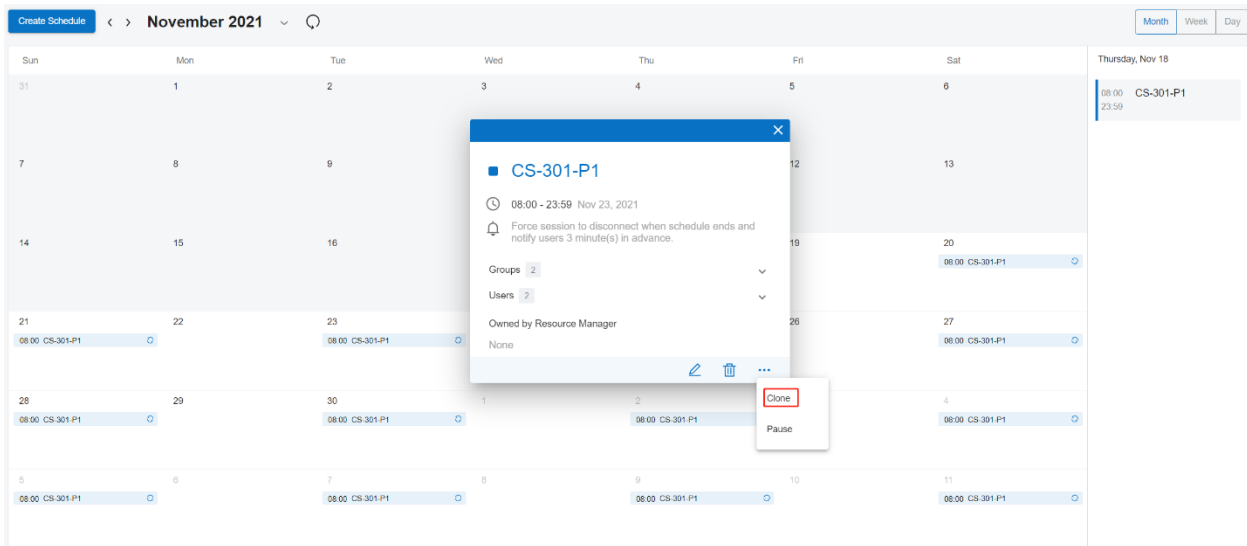 Create Schedule
November 2021
Month Week Day
Sun Mon Tue Wed Thu Fri Sat
Thursday, Nov 18
31 1 2 3 4 5 6
08:00 CS-301-P1
23:59
7 8 9 12 13
CS-301-P1
08:00 - 23:59 Nov 23, 2021
Force session to disconnect when schedule ends and
notify users 3 minute(s) in advance.
14 15 16 19 20
08:00 CS-301-P1
Groups 2
Users 2
Owned by Resource Manager
None
21 22 23 26 27
08:00 CS-301-P1 08:00 CS-301-P1 08:00 CS-301-P1
Clone
Pause
28 29 30 1 2 4
08:00 CS-301-P1 08:00 CS-301-P1 08:00 CS-301-P1 08:00 CS-301-P1
5 6 7 8 9 10 11
08:00 CS-301-P1 08:00 CS-301-P1 08:00 CS-301-P1 08:00 CS-301-P1